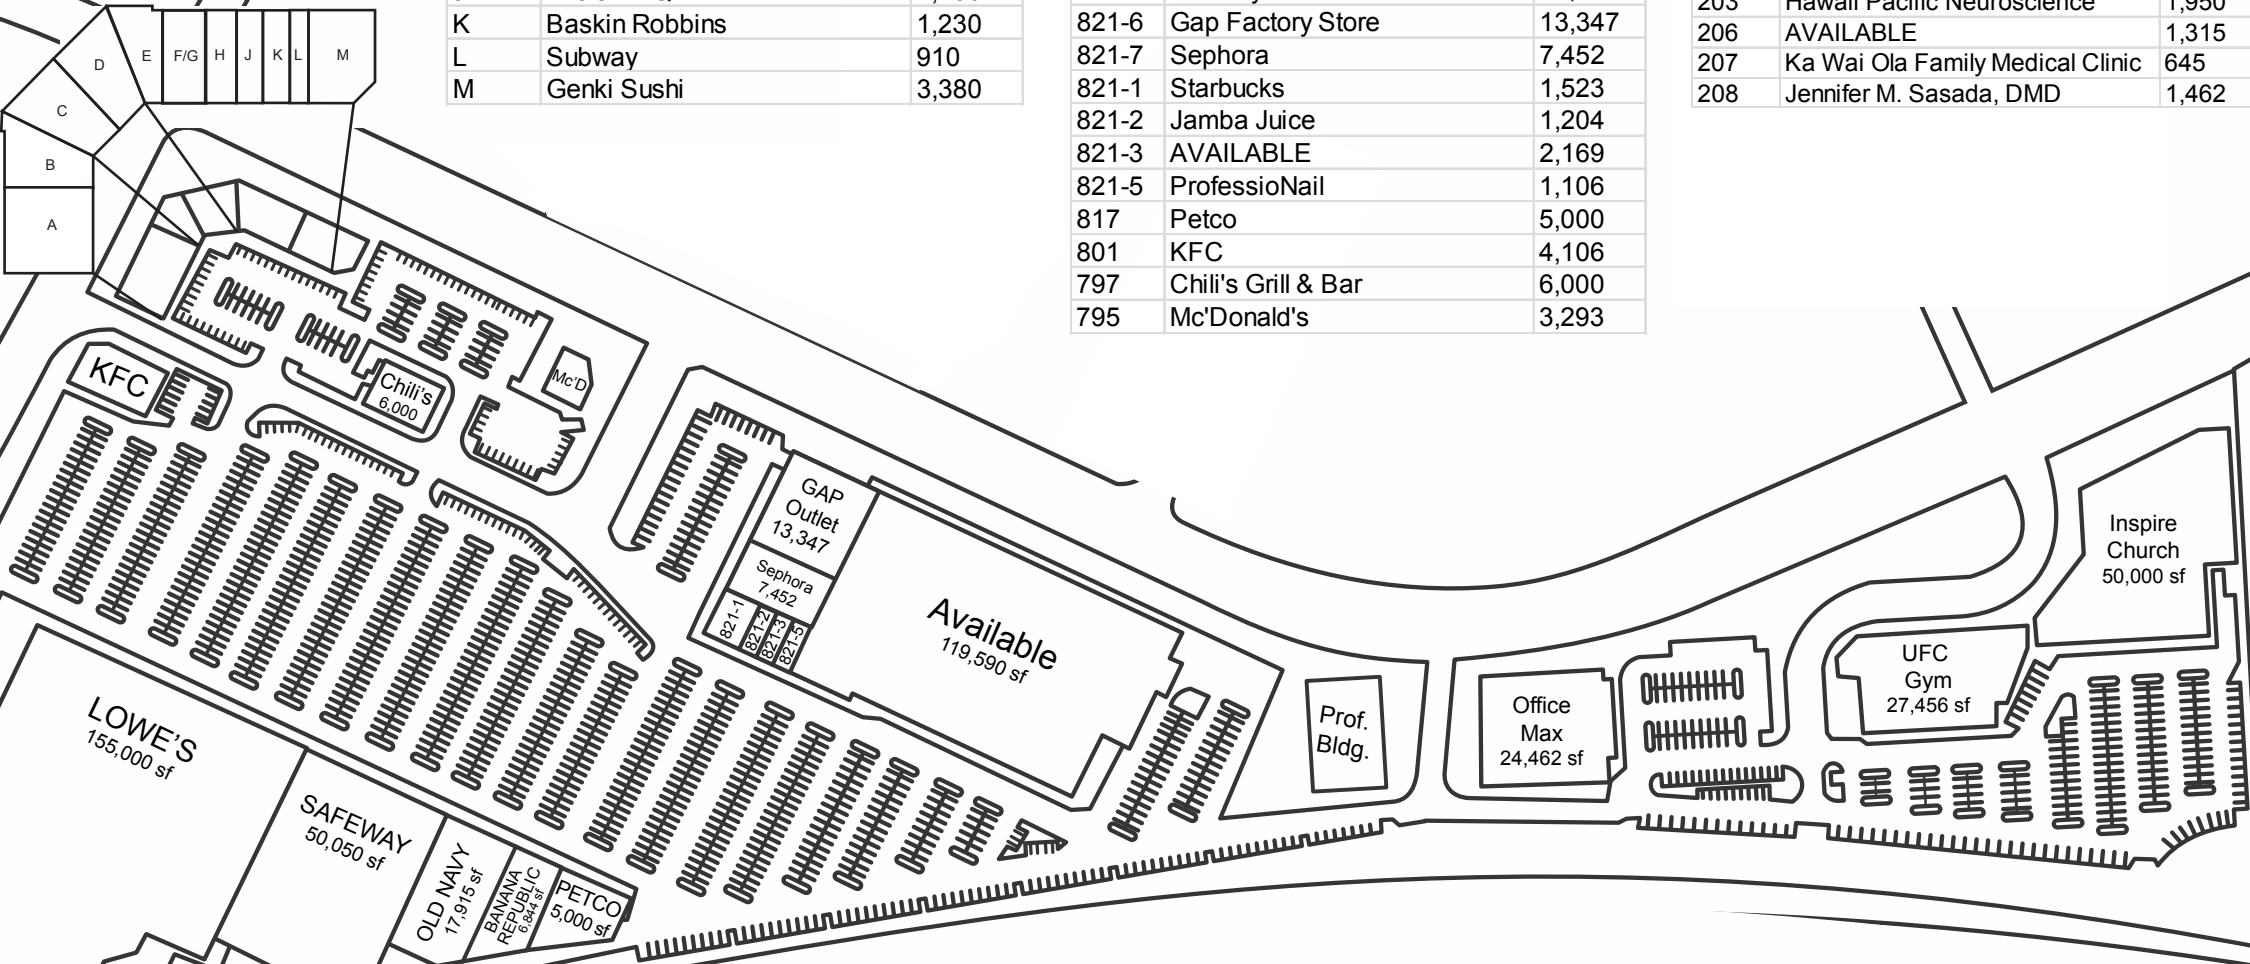 K Baskin Robbins 1,230
L Subway 910
M Genki Sushi 3,380
821-6 Gap Factory Store 13,347
821-7 Sephora 7,452
821-1 Starbucks 1,523
821-2 Jamba Juice 1,204
821-3 AVAILABLE 2,169
821-5 ProfessioNail 1,106
817 Petco 5,000
801 KFC 4,106
797 Chili's Grill & Bar 6,000
795 Mc'Donald's 3,293
203 Hawaii Pacific Neuroscience 1,950
206 AVAILABLE 1,315
207 Ka Wai Ola Family Medical Clinic 645
208 Jennifer M. Sasada, DMD 1,462
A
B
C
D
E
F/G
H
J
K
L
M
KFC
Chili's
6,000
Mc'D
GAP
Outlet
13,347
Sephora
7,452
821-1
821-2
821-3
821-5
Available
119,590 sf
LOWE'S
155,000 sf
SAFEWAY
50,050 sf
OLD NAVY
17,915 sf
BANANA
REPUBLIC
6,844 sf
PETCO
5,000 sf
Prof.
Bldg.
Office
Max
24,462 sf
UFC
Gym
27,456 sf
Inspire
Church
50,000 sf